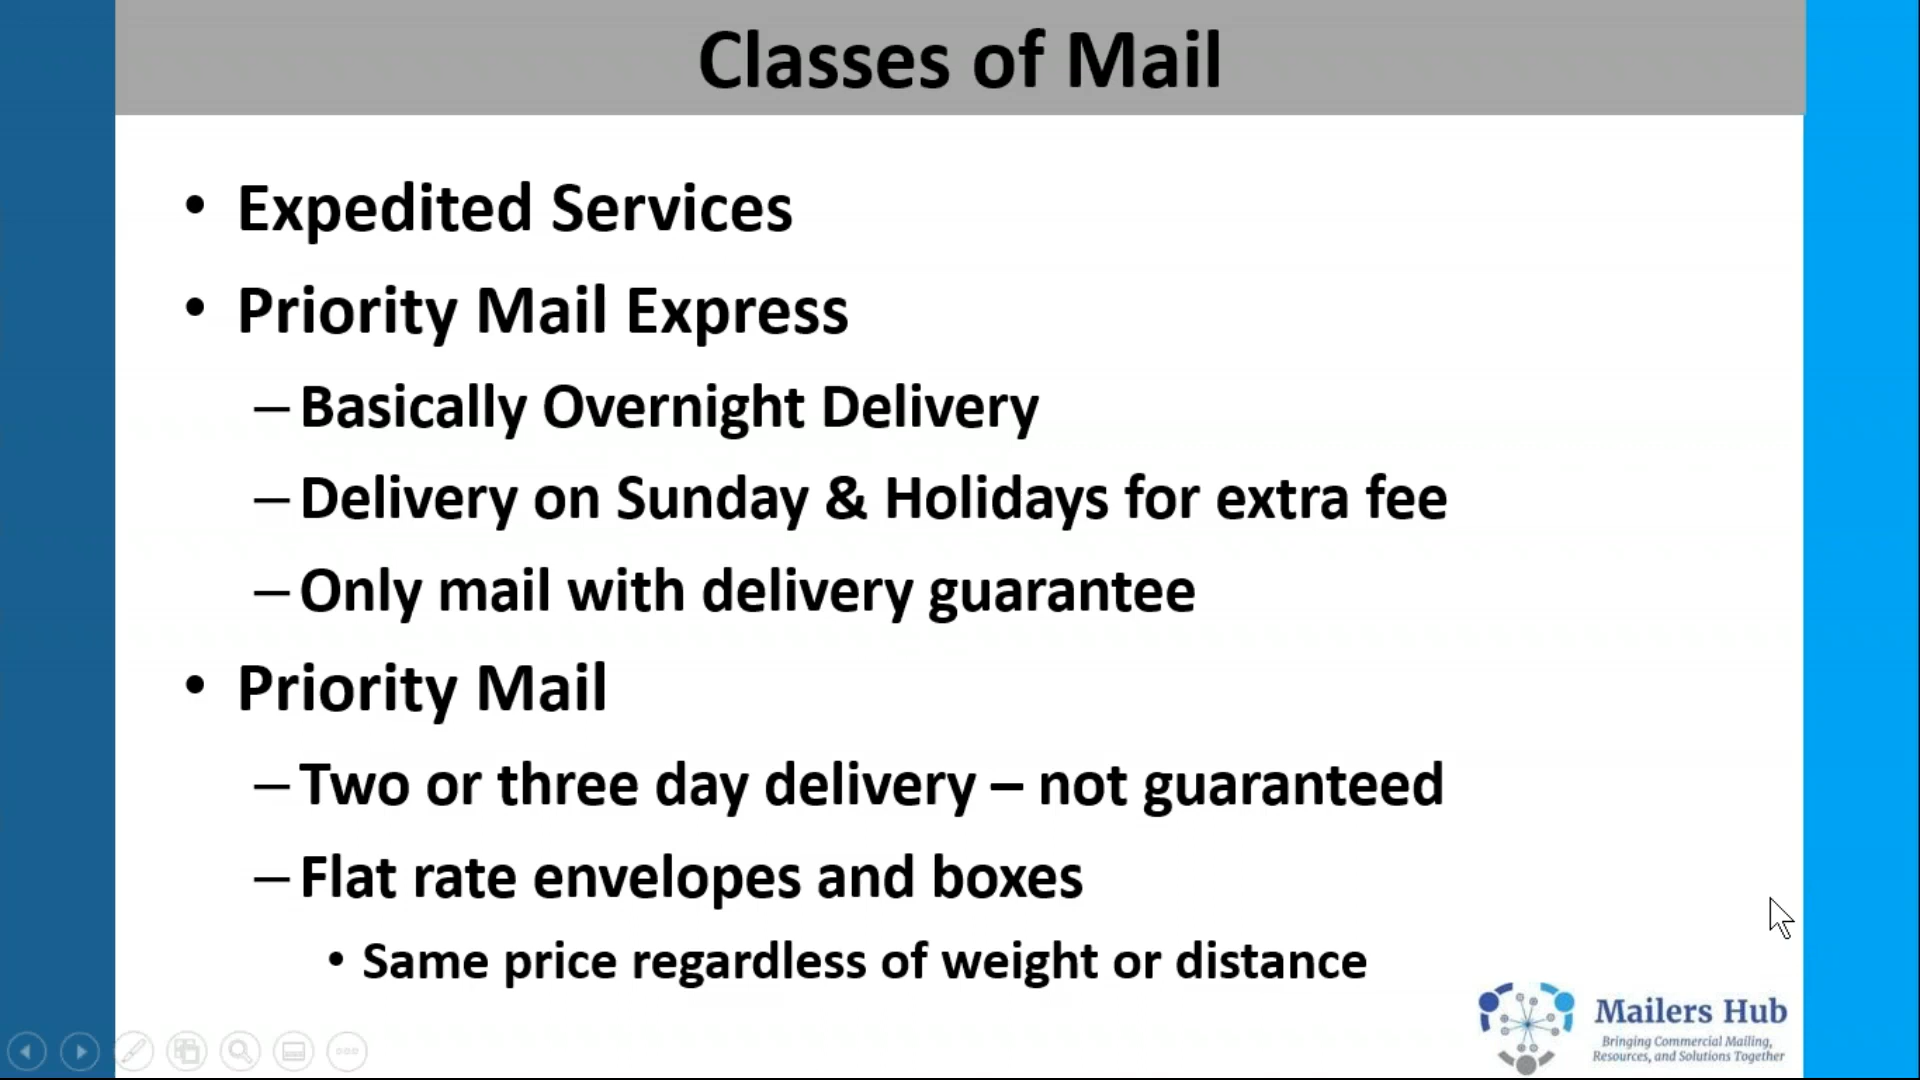 Classes of Mail
• Expedited Services
• Priority Mail Express
– Basically Overnight Delivery
– Delivery on Sunday & Holidays for extra fee
– Only mail with delivery guarantee
• Priority Mail
– Two or three day delivery – not guaranteed
– Flat rate envelopes and boxes
• Same price regardless of weight or distance
Mailers Hub
Bringing Commercial Mailing,
Resources, and Solutions Together